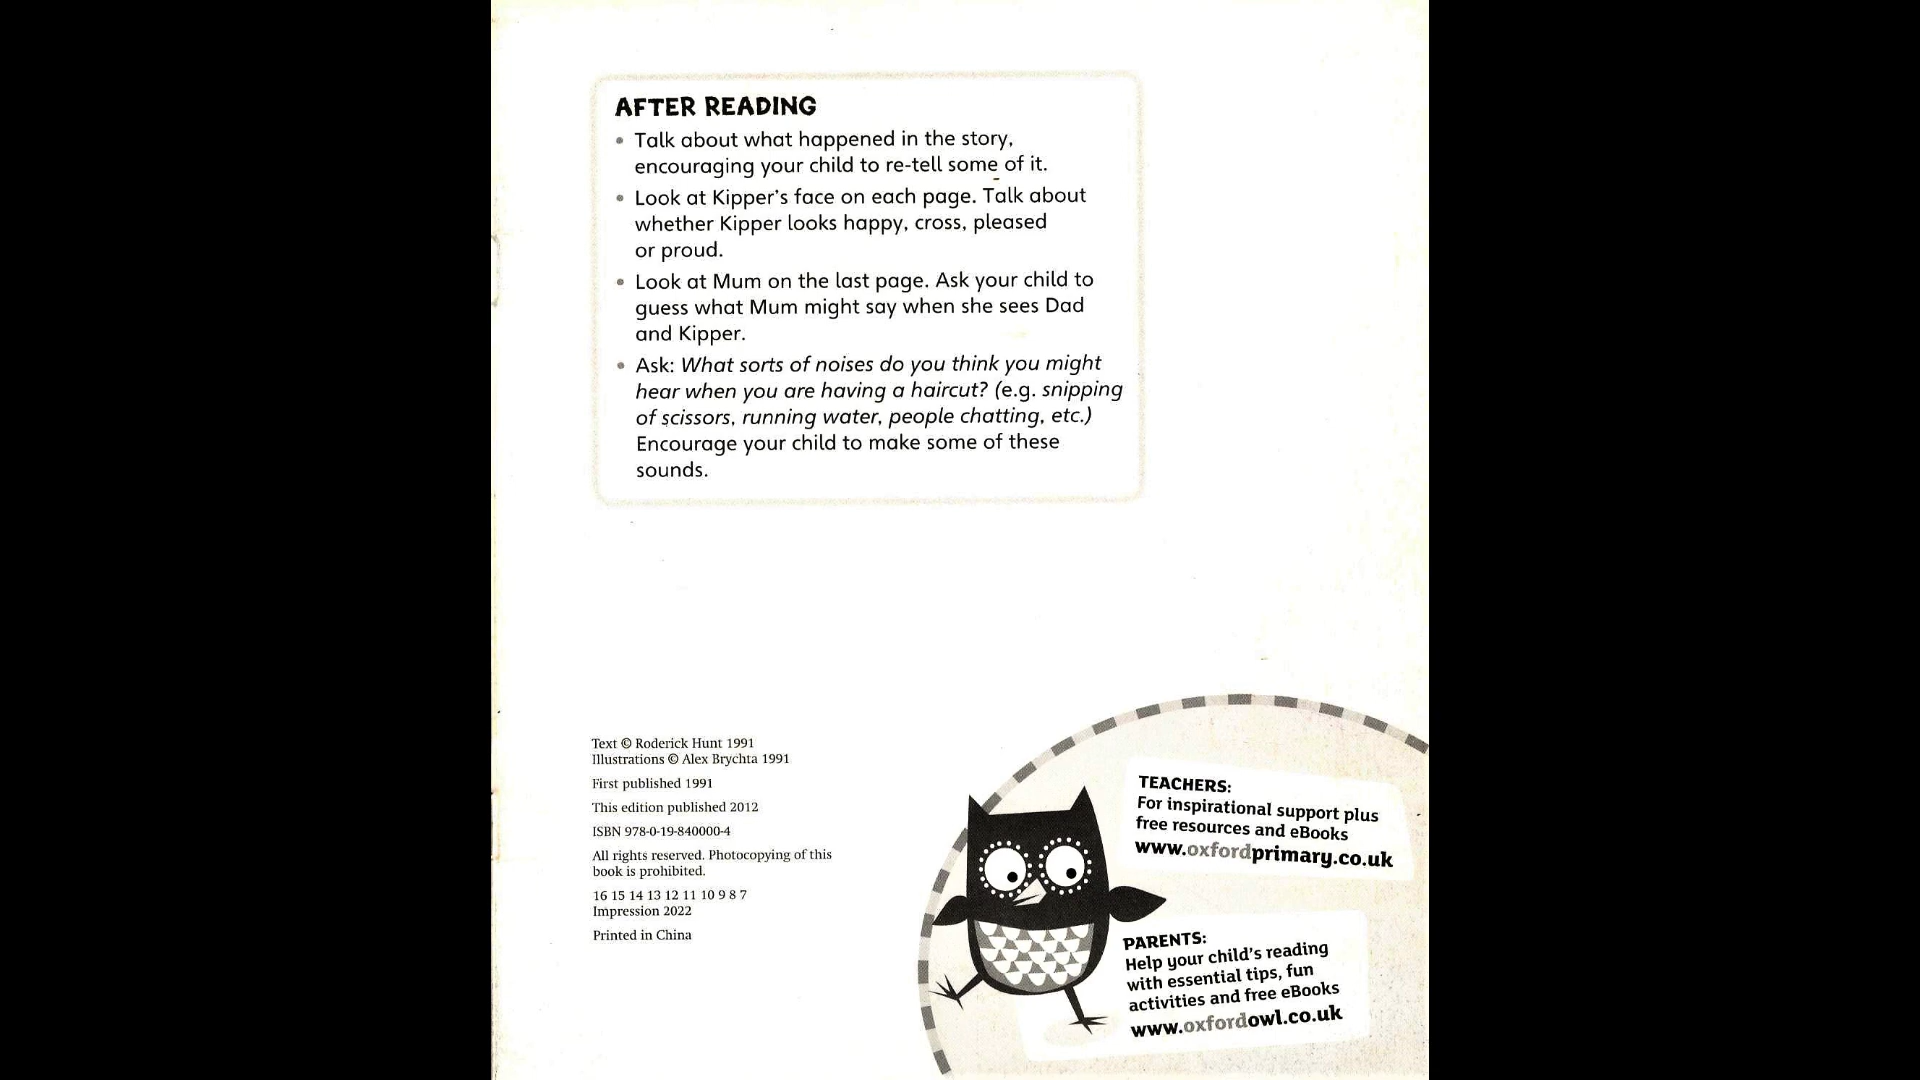 AFTER READING
• Talk about what happened in the story,
encouraging your child to re-tell some of it.
• Look at Kipper's face on each page. Talk about
whether Kipper looks happy, cross, pleased
or proud.
• Look at Mum on the last page. Ask your child to
guess what Mum might say when she sees Dad
and Kipper.
• Ask: What sorts of noises do you think you might
hear when you are having a haircut? (e.g. snipping
of scissors, running water, people chatting, etc.)
Encourage your child to make some of these
sounds.
Text © Roderick Hunt 1991
Illustrations © Alex Brychta 1991
First published 1991
This edition published 2012
ISBN 978-0-19-840000-4
All rights reserved. Photocopying of this
book is prohibited.
16 15 14 13 12 11 10 9 8 7
Impression 2022
Printed in China
TEACHERS:
For inspirational support plus
free resources and eBooks
www.oxfordprimary.co.uk
PARENTS:
Help your child's reading
with essential tips, fun
activities and free eBooks
www.oxfordowl.co.uk